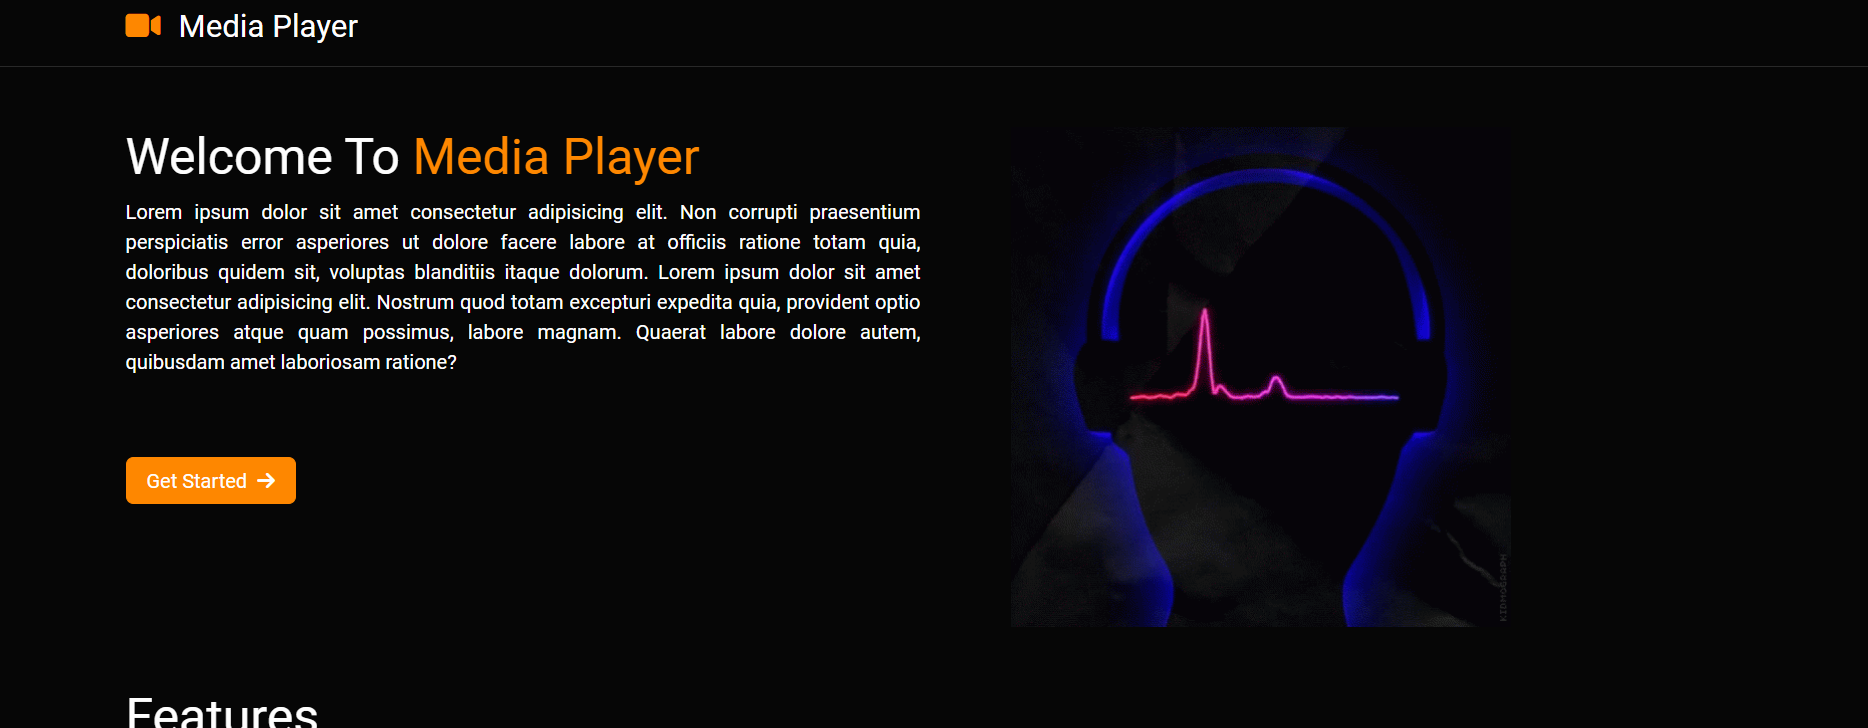 Media Player
Welcome To Media Player
Lorem ipsum dolor sit amet consectetur adipisicing elit. Non corrupti praesentium
perspiciatis error asperiores ut dolore facere labore at officiis ratione totam quia,
doloribus quidem sit, voluptas blanditiis itaque dolorum. Lorem ipsum dolor sit amet
consectetur adipisicing elit. Nostrum quod totam excepturi expedita quia, provident optio
asperiores atque quam possimus, labore magnam. Quaerat labore dolore autem,
quibusdam amet laboriosam ratione?
Get Started
KIDMOGRAPH
Features